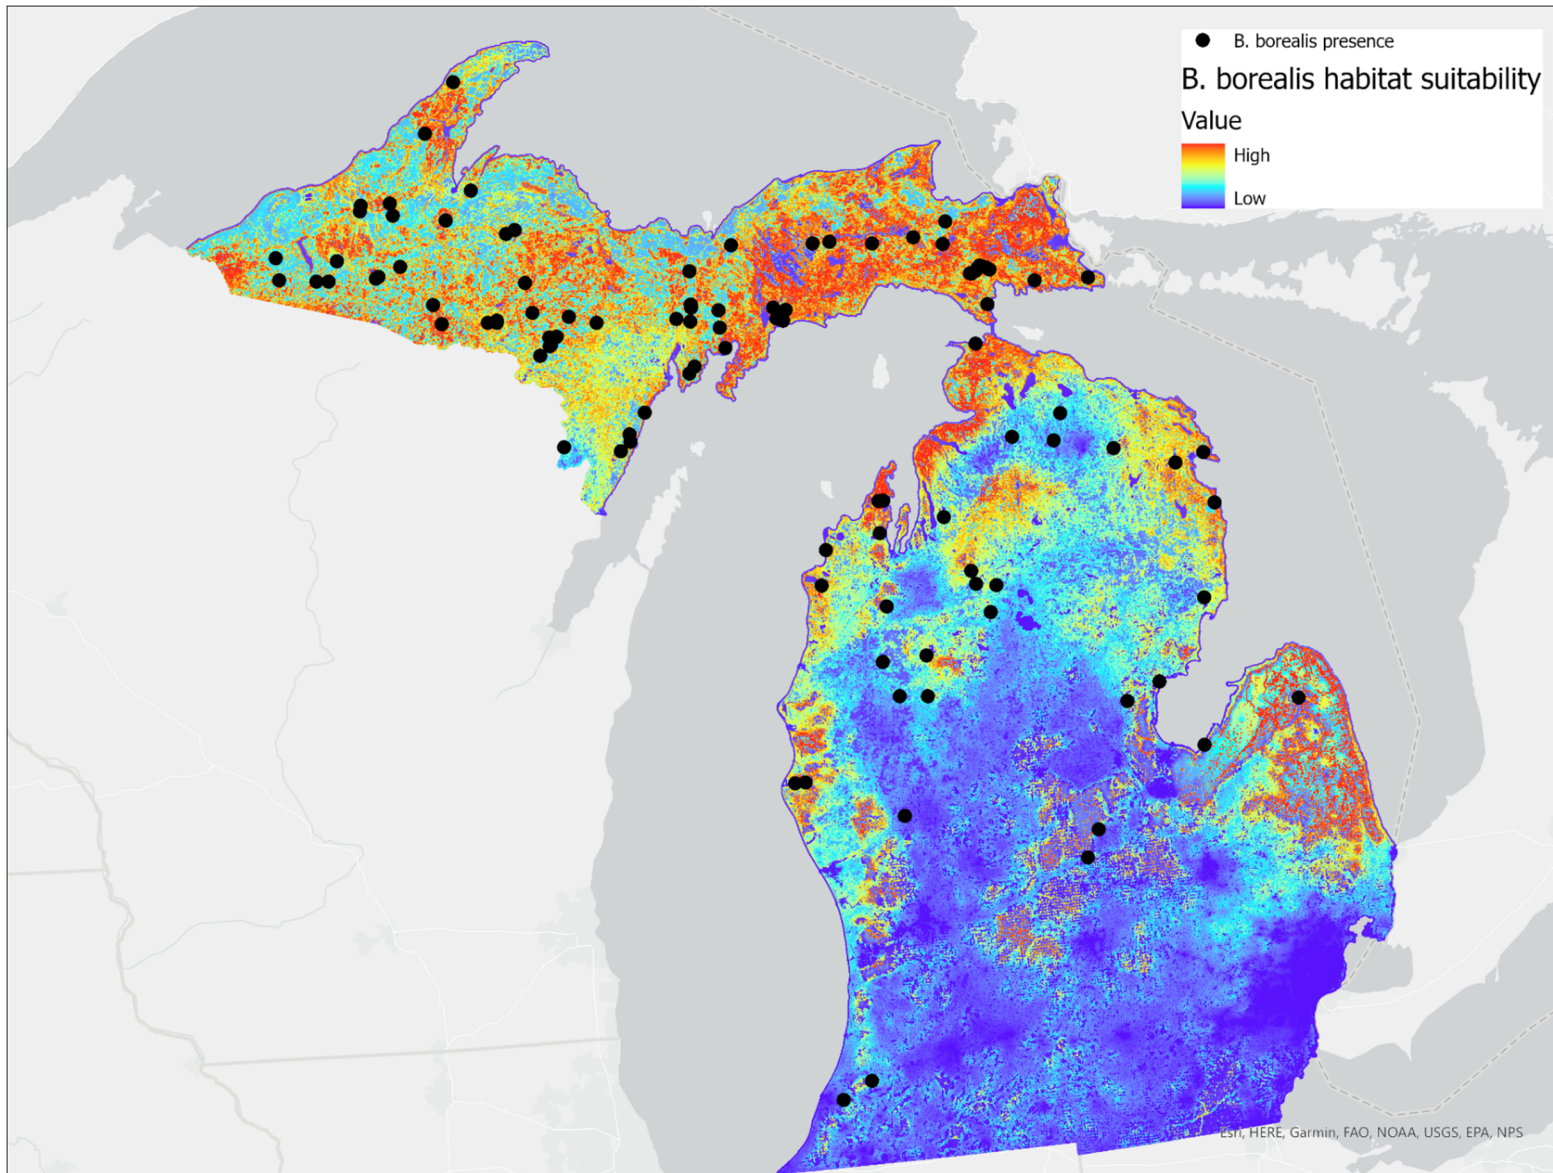 B. borealis presence
B. borealis habitat suitability
Value
High
Low
Esri, HERE, Garmin, FAO, NOAA, USGS, EPA, NPS